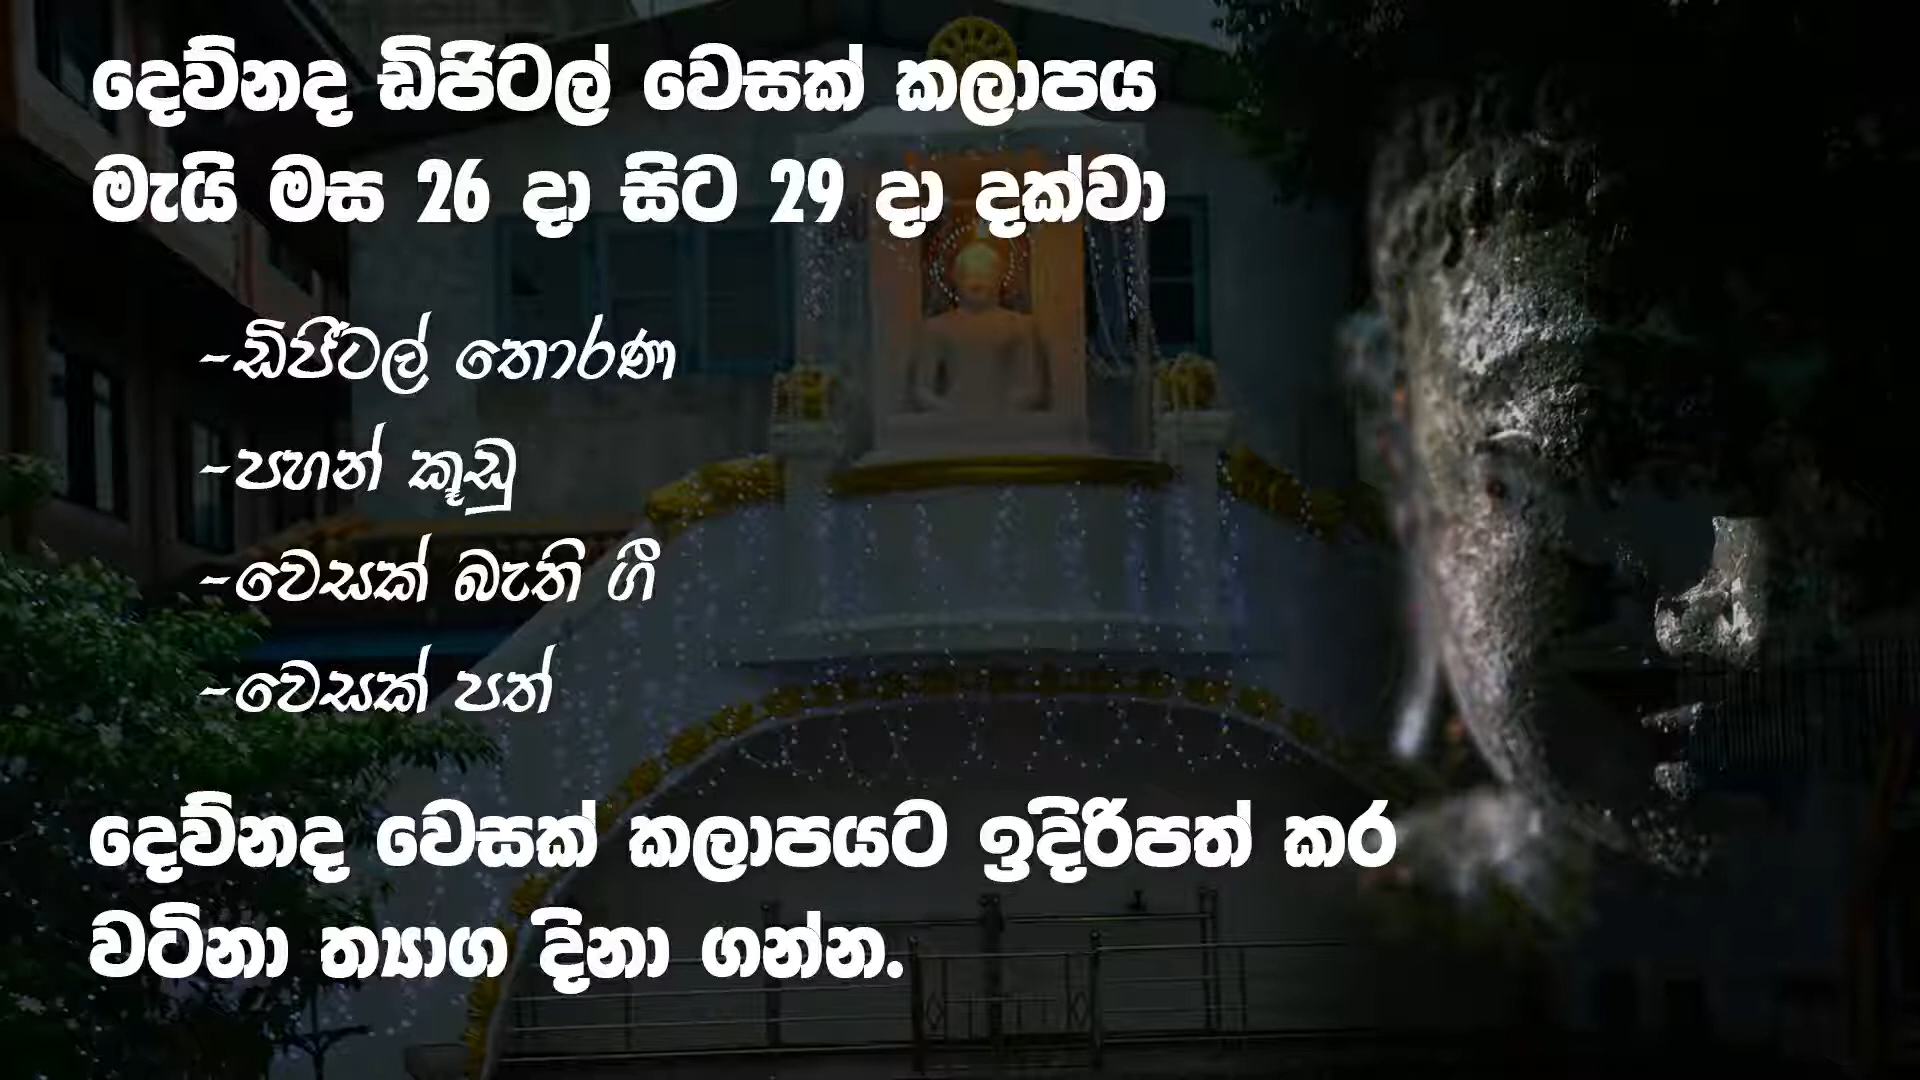 දෙව්නද ඩිජිටල් වෙසක් කලාපය
මැයි මස 26 දා සිට 29 දා දක්වා
-ඩිජිටල් තොරණ
-පහන් කූඩු
-වෙසක් බැති ගී
-වෙසක් පත්
දෙව්නද වෙසක් කලාපයට ඉදිරිපත් කර
වටිනා ත්‍යාග දිනා ගන්න.